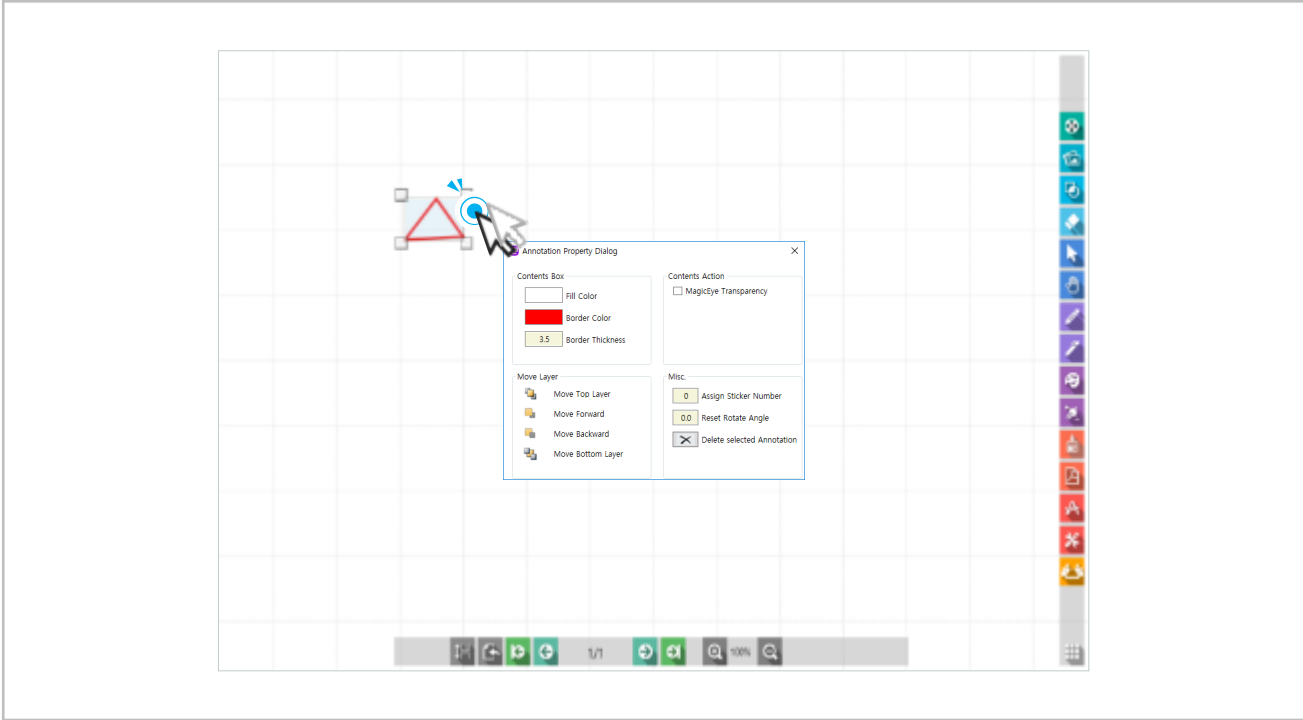 Annotation Property Dialog
Contents Box
Fill Color
Border Color
3.5 Border Thickness
Contents Action
MagicEye Transparency
Move Layer
Move Top Layer
Move Forward
Move Backward
Move Bottom Layer
Misc.
0 Assign Sticker Number
0.0 Reset Rotate Angle
Delete selected Annotation
1/1
100%